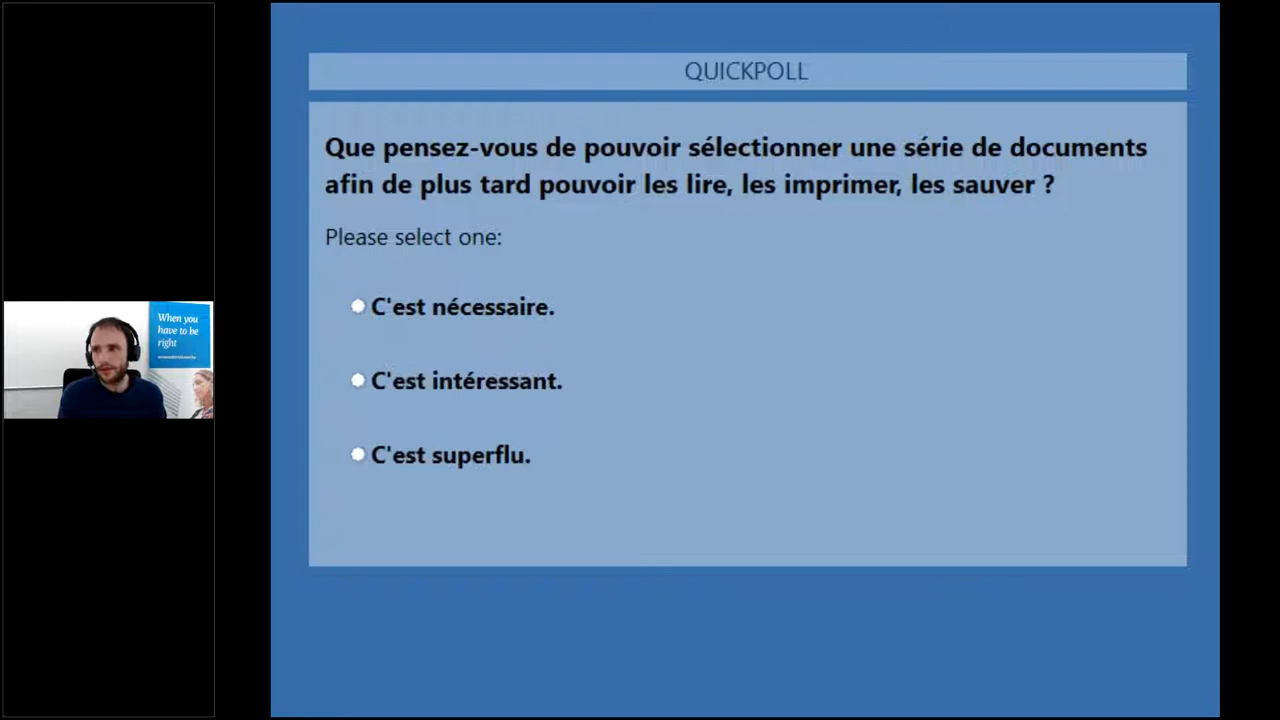 QUICKPOLL
Que pensez-vous de pouvoir sélectionner une série de documents
afin de plus tard pouvoir les lire, les imprimer, les sauver ?
Please select one:
C'est nécessaire.
C'est intéressant.
C'est superflu.
When you
have to be
right